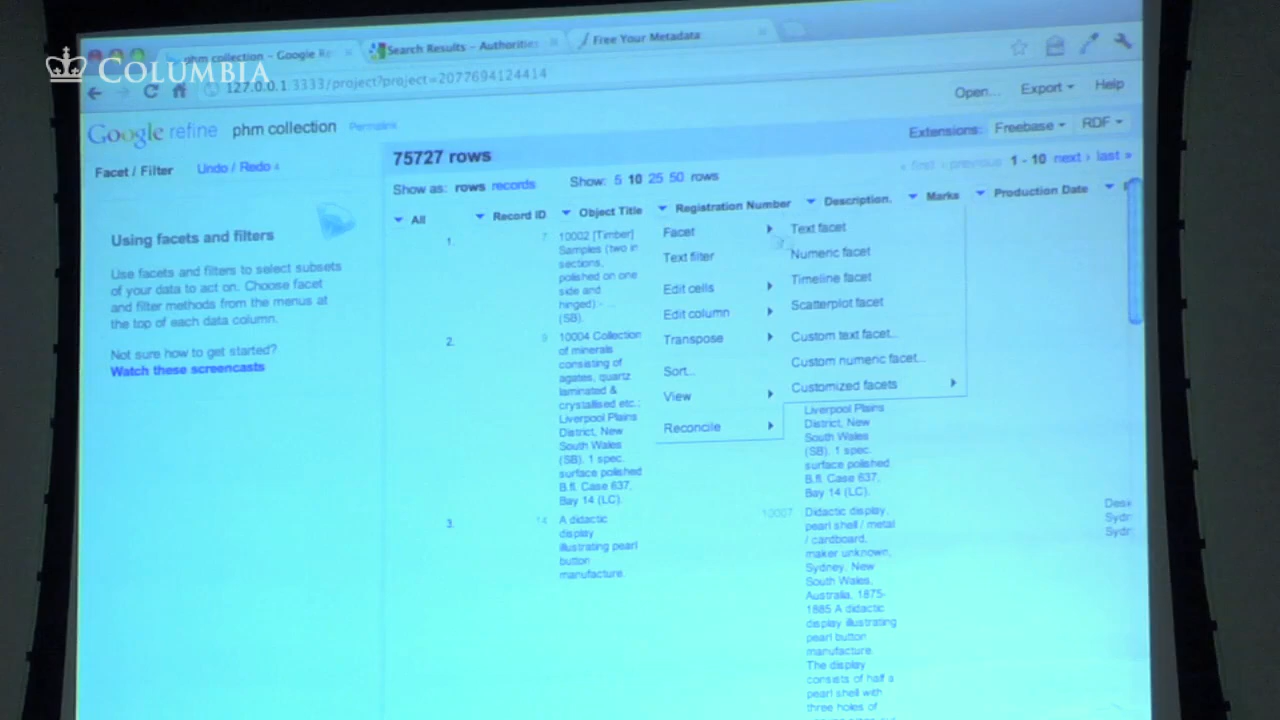 phm collection - Google Re
Search Results - Authorities
Free Your Metadata
COLUMBIA
127.0.0.1:3333/project?project=2077694124414
Open...
Export
Help
Google refine
phm collection
Permalink
Extensions:
Freebase
RDF
Facet / Filter
Undo / Redo
75727 rows
Show as: rows records
Show: 5 10 25 50 rows
« first ‹ previous 1 - 10 next › last »
All
Record ID
Object Title
Registration Number
Description.
Marks
Production Date
Using facets and filters
Use facets and filters to select subsets
of your data to act on. Choose facet
and filter methods from the menus at
the top of each data column.
Not sure how to get started?
Watch these screencasts
1.
7
10002 [Timber]
Samples (two in
sections,
polished on one
side and
hinged) - ...
(SB).
2.
9
10004 Collection
of minerals
consisting of
agates, quartz
laminated &
crystallised etc.;
Liverpool Plains
District, New
South Wales
(SB). 1 spec.
surface polished
B.fl. Case 637,
Bay 14 (LC).
3.
14
A didactic
display
illustrating pearl
button
manufacture.
Facet
Text filter
Edit cells
Edit column
Transpose
Sort...
View
Reconcile
Text facet
Numeric facet
Timeline facet
Scatterplot facet
Custom text facet...
Custom numeric facet...
Customized facets
Liverpool Plains
District, New
South Wales
(SB). 1 spec.
surface polished
B.fl. Case 637,
Bay 14 (LC).
10007
Didactic display,
pearl shell / metal
/ cardboard,
maker unknown,
Sydney, New
South Wales,
Australia, 1875-
1885 A didactic
display illustrating
pearl button
manufacture.
The display
consists of half a
pearl shell with
three holes of
Desi
Sydr
Sydr